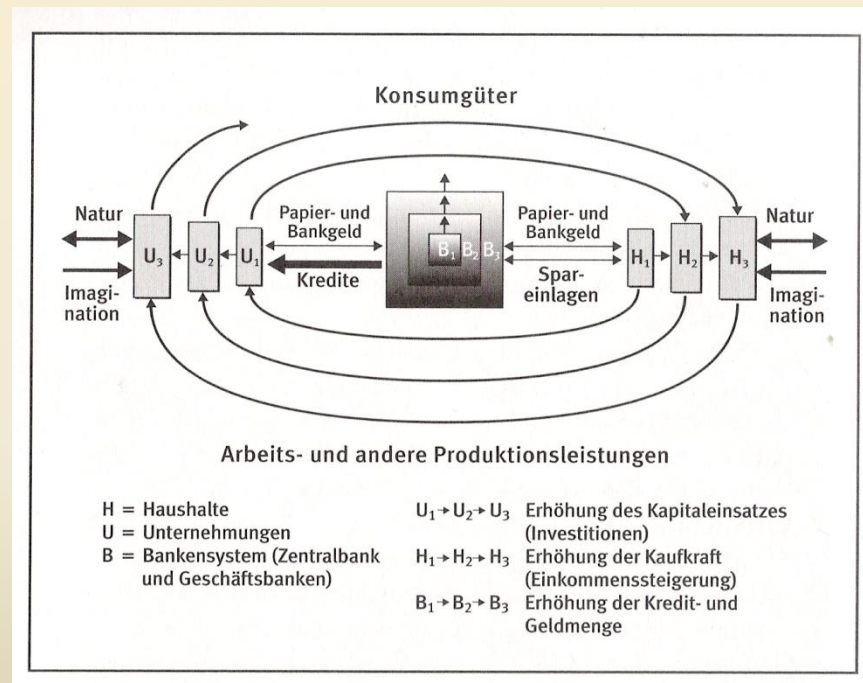 Konsumgüter
Natur
Imagi-
nation
U₃
U₂
U₁
Papier- und
Bankgeld
Kredite
B₁ B₂ B₃
Papier- und
Bankgeld
Spar-
einlagen
H₁
H₂
H₃
Natur
Imagi-
nation
Arbeits- und andere Produktionsleistungen
H = Haushalte
U = Unternehmungen
B = Bankensystem (Zentralbank
und Geschäftsbanken)
U₁→U₂→U₃ Erhöhung des Kapitaleinsatzes
(Investitionen)
H₁→H₂→H₃ Erhöhung der Kaufkraft
(Einkommenssteigerung)
B₁→B₂→B₃ Erhöhung der Kredit- und
Geldmenge